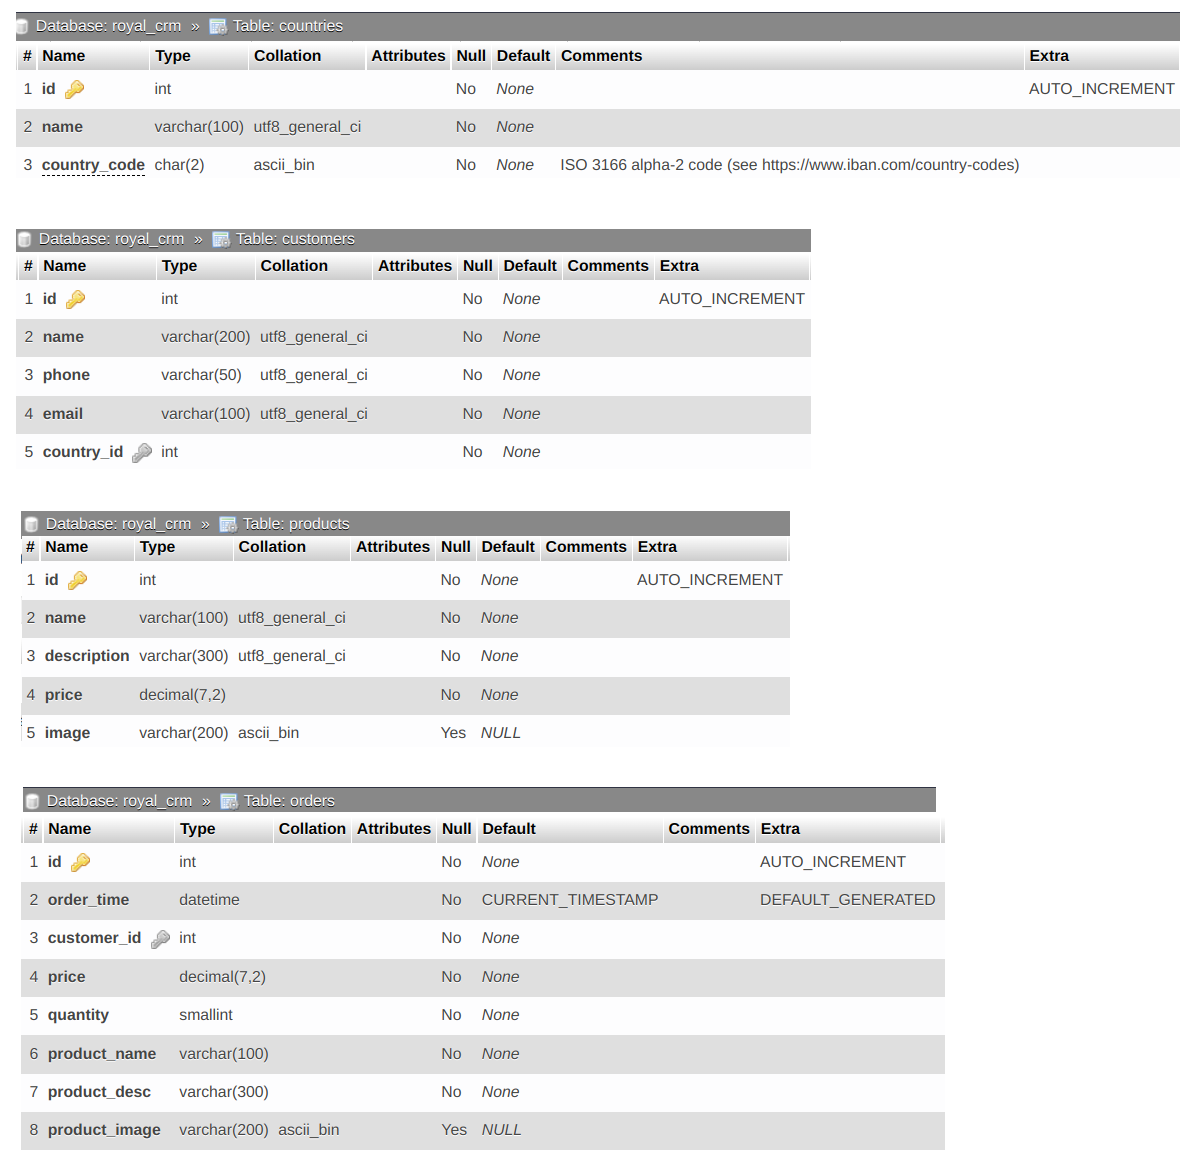 Database: royal_crm » Table: countries
# Name Type Collation Attributes Null Default Comments Extra
1 id int No None AUTO_INCREMENT
2 name varchar(100) utf8_general_ci No None
3 country_code char(2) ascii_bin No None ISO 3166 alpha-2 code (see https://www.iban.com/country-codes)
Database: royal_crm » Table: customers
# Name Type Collation Attributes Null Default Comments Extra
1 id int No None AUTO_INCREMENT
2 name varchar(200) utf8_general_ci No None
3 phone varchar(50) utf8_general_ci No None
4 email varchar(100) utf8_general_ci No None
5 country_id int No None
Database: royal_crm » Table: products
# Name Type Collation Attributes Null Default Comments Extra
1 id int No None AUTO_INCREMENT
2 name varchar(100) utf8_general_ci No None
3 description varchar(300) utf8_general_ci No None
4 price decimal(7,2) No None
5 image varchar(200) ascii_bin Yes NULL
Database: royal_crm » Table: orders
# Name Type Collation Attributes Null Default Comments Extra
1 id int No None AUTO_INCREMENT
2 order_time datetime No CURRENT_TIMESTAMP DEFAULT_GENERATED
3 customer_id int No None
4 price decimal(7,2) No None
5 quantity smallint No None
6 product_name varchar(100) No None
7 product_desc varchar(300) No None
8 product_image varchar(200) ascii_bin Yes NULL